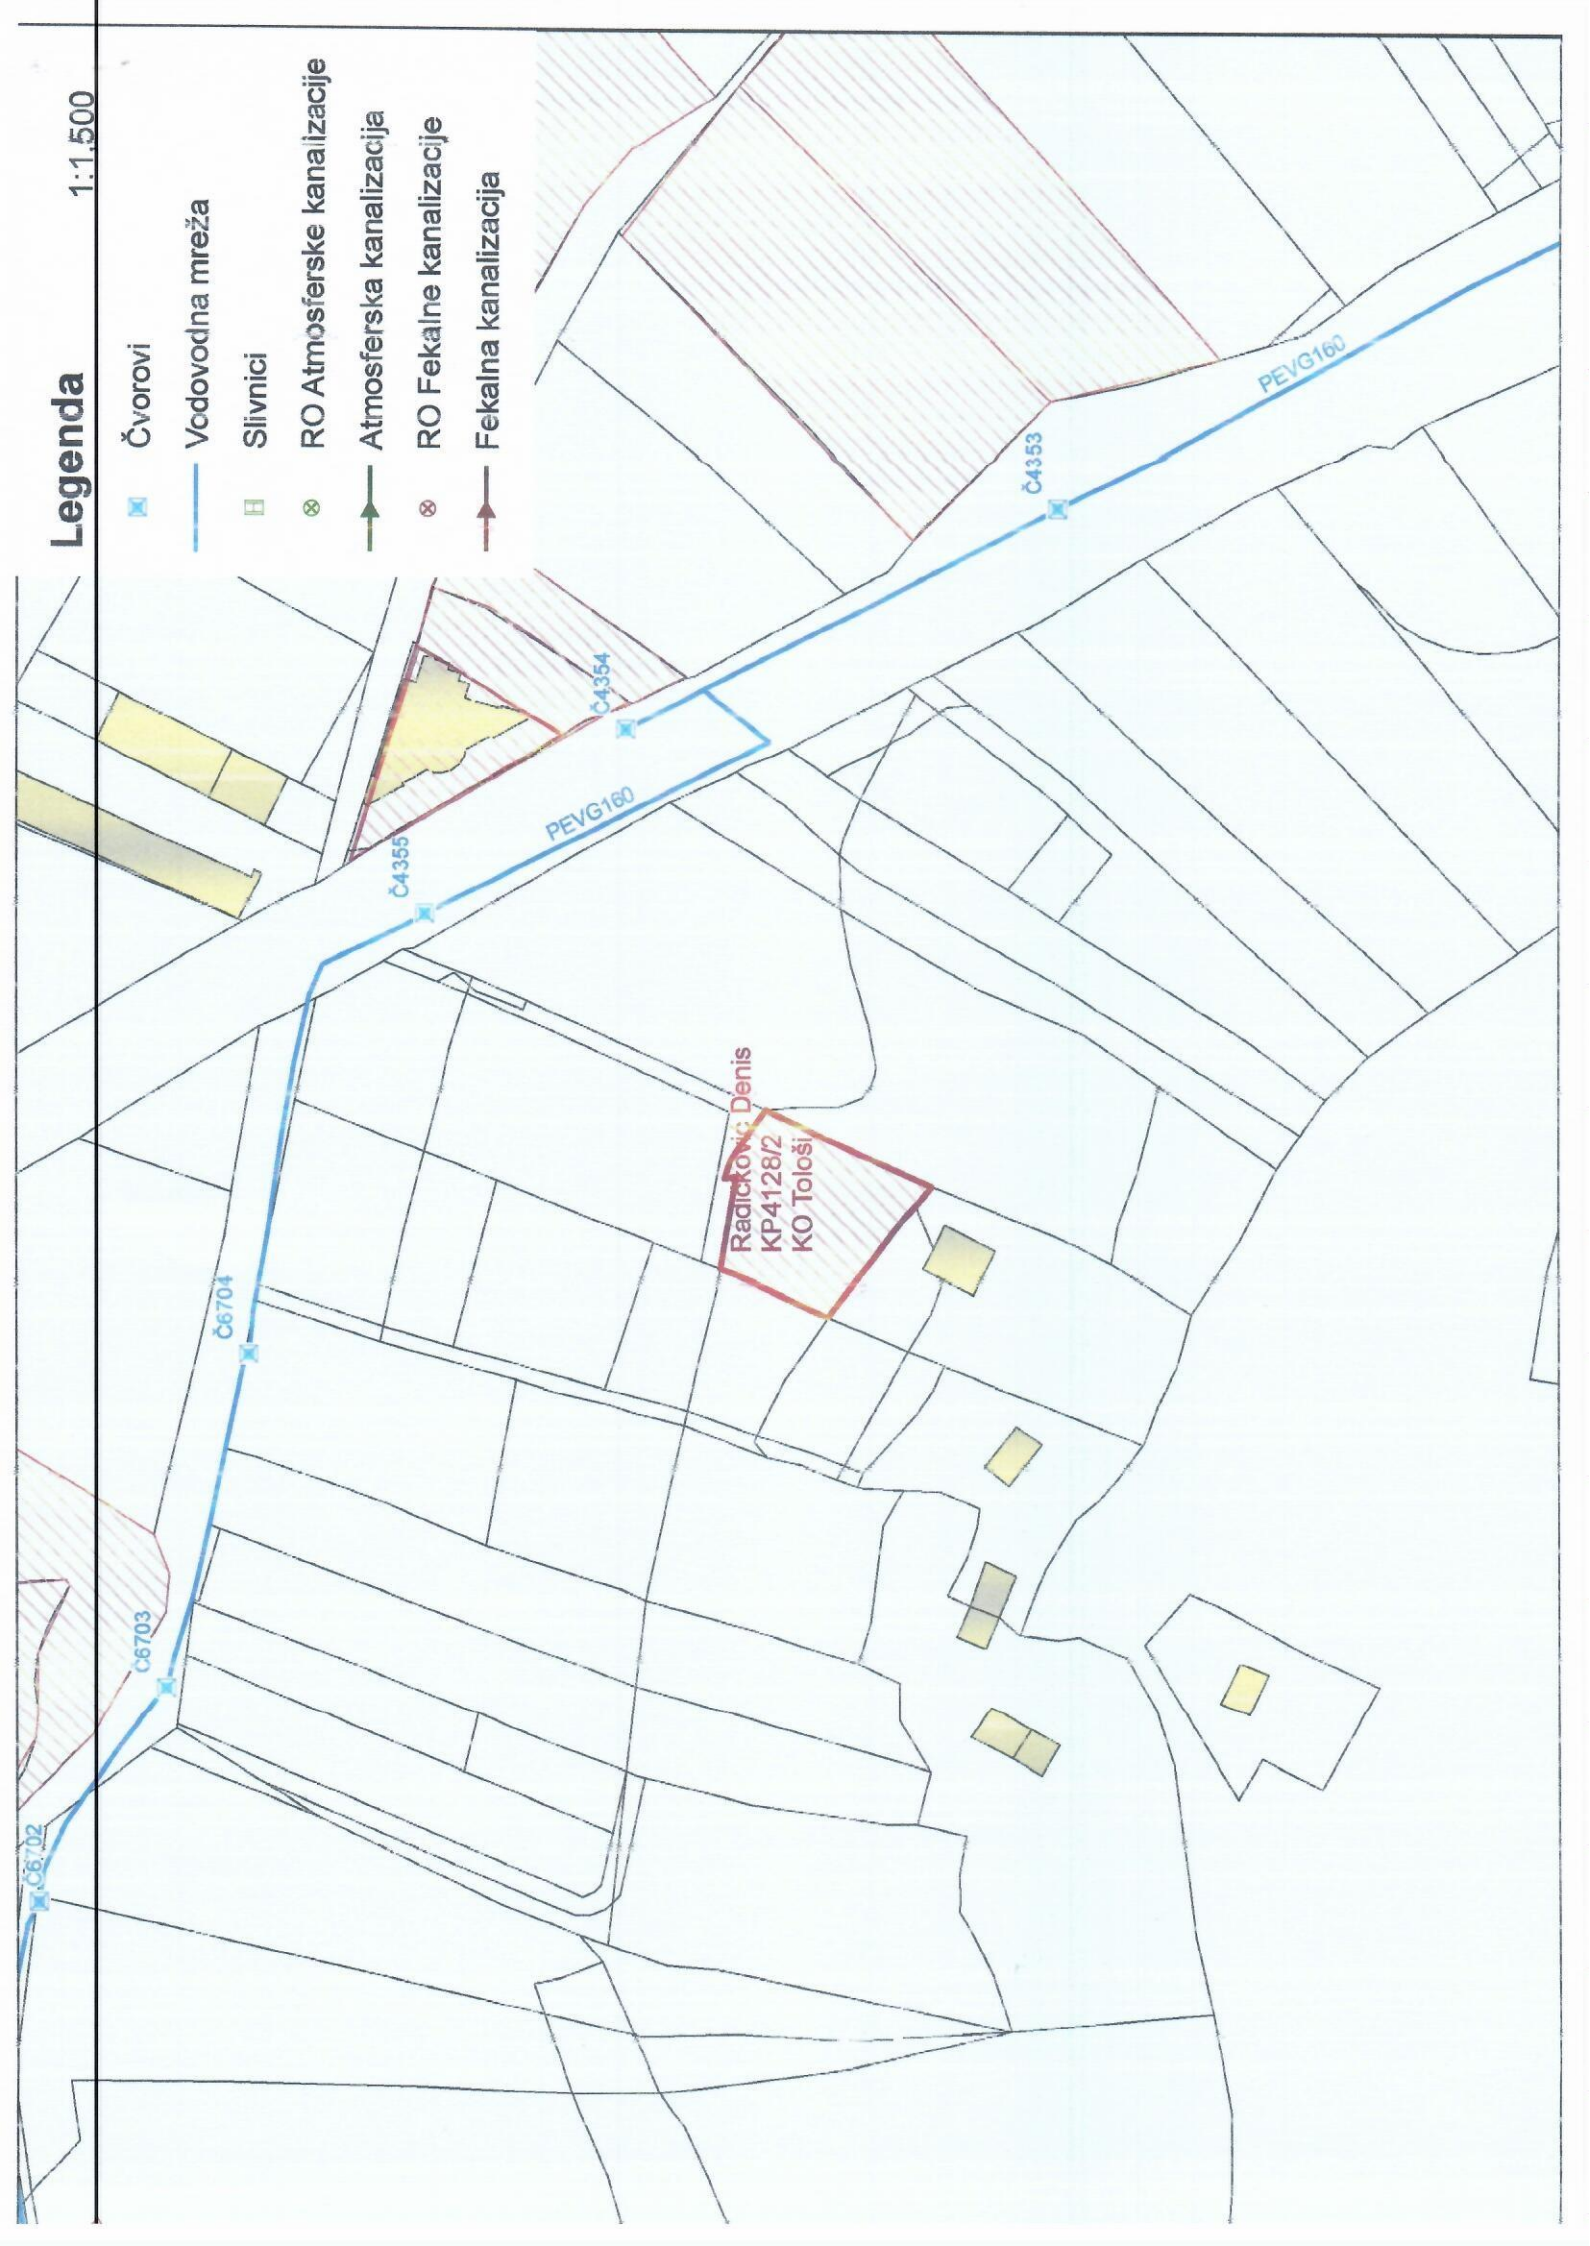 Legenda
1:1,500
Čvorovi
Vodovodna mreža
Slivnici
RO Atmosferske kanalizacije
Atmosferska kanalizacija
RO Fekalne kanalizacije
Fekalna kanalizacija
Č6702
Č6703
Č6704
Č4355
PEVG160
Č4354
Č4353
PEVG160
Radičković Denis
KP4128/2
KO Tološi